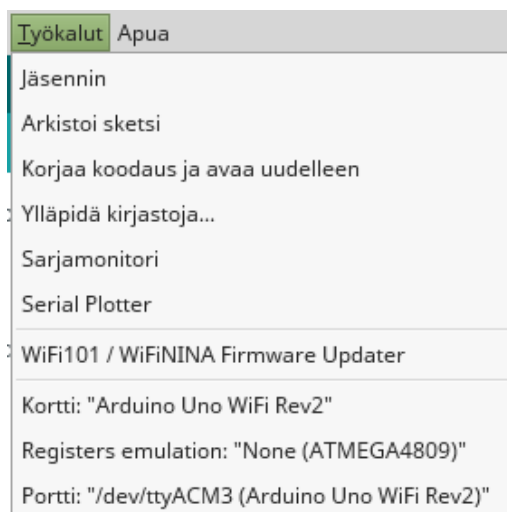 Työkalut Apua
Jäsennin
Arkistoi sketsi
Korjaa koodaus ja avaa uudelleen
Ylläpidä kirjastoja...
Sarjamonitori
Serial Plotter
WiFi101 / WiFiNINA Firmware Updater
Kortti: "Arduino Uno WiFi Rev2"
Registers emulation: "None (ATMEGA4809)"
Portti: "/dev/ttyACM3 (Arduino Uno WiFi Rev2)"